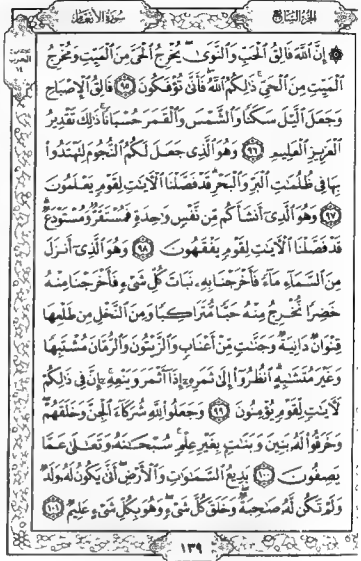 الجزء السابع
سورة الأنعام
نصف الحزب ١٤
إِنَّ ٱللَّهَ فَالِقُ ٱلْحَبِّ وَٱلنَّوَىٰ يُخْرِجُ ٱلْحَىَّ مِنَ ٱلْمَيِّتِ وَمُخْرِجُ
ٱلْمَيِّتِ مِنَ ٱلْحَىِّ ذَٰلِكُمُ ٱللَّهُ فَأَنَّىٰ تُؤْفَكُونَ ٩٥ فَالِقُ ٱلْإِصْبَاحِ
وَجَعَلَ ٱلَّيْلَ سَكَنًا وَٱلشَّمْسَ وَٱلْقَمَرَ حُسْبَانًا ذَٰلِكَ تَقْدِيرُ
ٱلْعَزِيزِ ٱلْعَلِيمِ ٩٦ وَهُوَ ٱلَّذِى جَعَلَ لَكُمُ ٱلنُّجُومَ لِتَهْتَدُوا۟
بِهَا فِى ظُلُمَٰتِ ٱلْبَرِّ وَٱلْبَحْرِ قَدْ فَصَّلْنَا ٱلْءَايَٰتِ لِقَوْمٍ يَعْلَمُونَ
٩٧ وَهُوَ ٱلَّذِىٓ أَنشَأَكُم مِّن نَّفْسٍ وَٰحِدَةٍ فَمُسْتَقَرٌّ وَمُسْتَوْدَعٌ
قَدْ فَصَّلْنَا ٱلْءَايَٰتِ لِقَوْمٍ يَفْقَهُونَ ٩٨ وَهُوَ ٱلَّذِىٓ أَنزَلَ
مِنَ ٱلسَّمَآءِ مَآءً فَأَخْرَجْنَا بِهِۦ نَبَاتَ كُلِّ شَىْءٍ فَأَخْرَجْنَا مِنْهُ
خَضِرًا نُّخْرِجُ مِنْهُ حَبًّا مُّتَرَاكِبًا وَمِنَ ٱلنَّخْلِ مِن طَلْعِهَا
قِنْوَانٌ دَانِيَةٌ وَجَنَّٰتٍ مِّنْ أَعْنَابٍ وَٱلزَّيْتُونَ وَٱلرُّمَّانَ مُشْتَبِهًا
وَغَيْرَ مُتَشَٰبِهٍ ٱنظُرُوٓا۟ إِلَىٰ ثَمَرِهِۦٓ إِذَآ أَثْمَرَ وَيَنْعِهِۦٓ إِنَّ فِى ذَٰلِكُمْ
لَءَايَٰتٍ لِّقَوْمٍ يُؤْمِنُونَ ٩٩ وَجَعَلُوا۟ لِلَّهِ شُرَكَآءَ ٱلْجِنَّ وَخَلَقَهُمْ
وَخَرَقُوا۟ لَهُۥ بَنِينَ وَبَنَٰتٍ بِغَيْرِ عِلْمٍ سُبْحَٰنَهُۥ وَتَعَٰلَىٰ عَمَّا
يَصِفُونَ ١٠٠ بَدِيعُ ٱلسَّمَٰوَٰتِ وَٱلْأَرْضِ أَنَّىٰ يَكُونُ لَهُۥ وَلَدٌ
وَلَمْ تَكُن لَّهُۥ صَٰحِبَةٌ وَخَلَقَ كُلَّ شَىْءٍ وَهُوَ بِكُلِّ شَىْءٍ عَلِيمٌ ١٠١
١٣٩